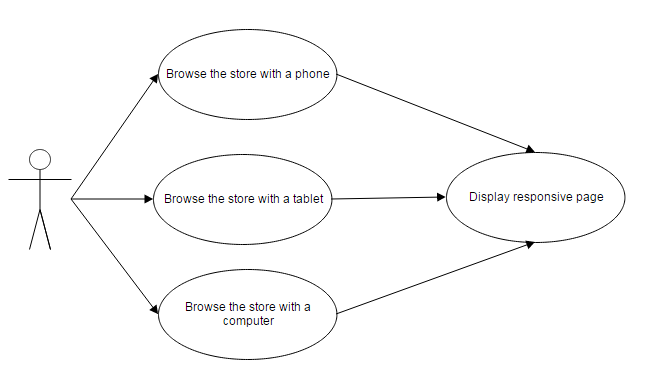 Browse the store with a phone
Browse the store with a tablet
Display responsive page
Browse the store with a
computer